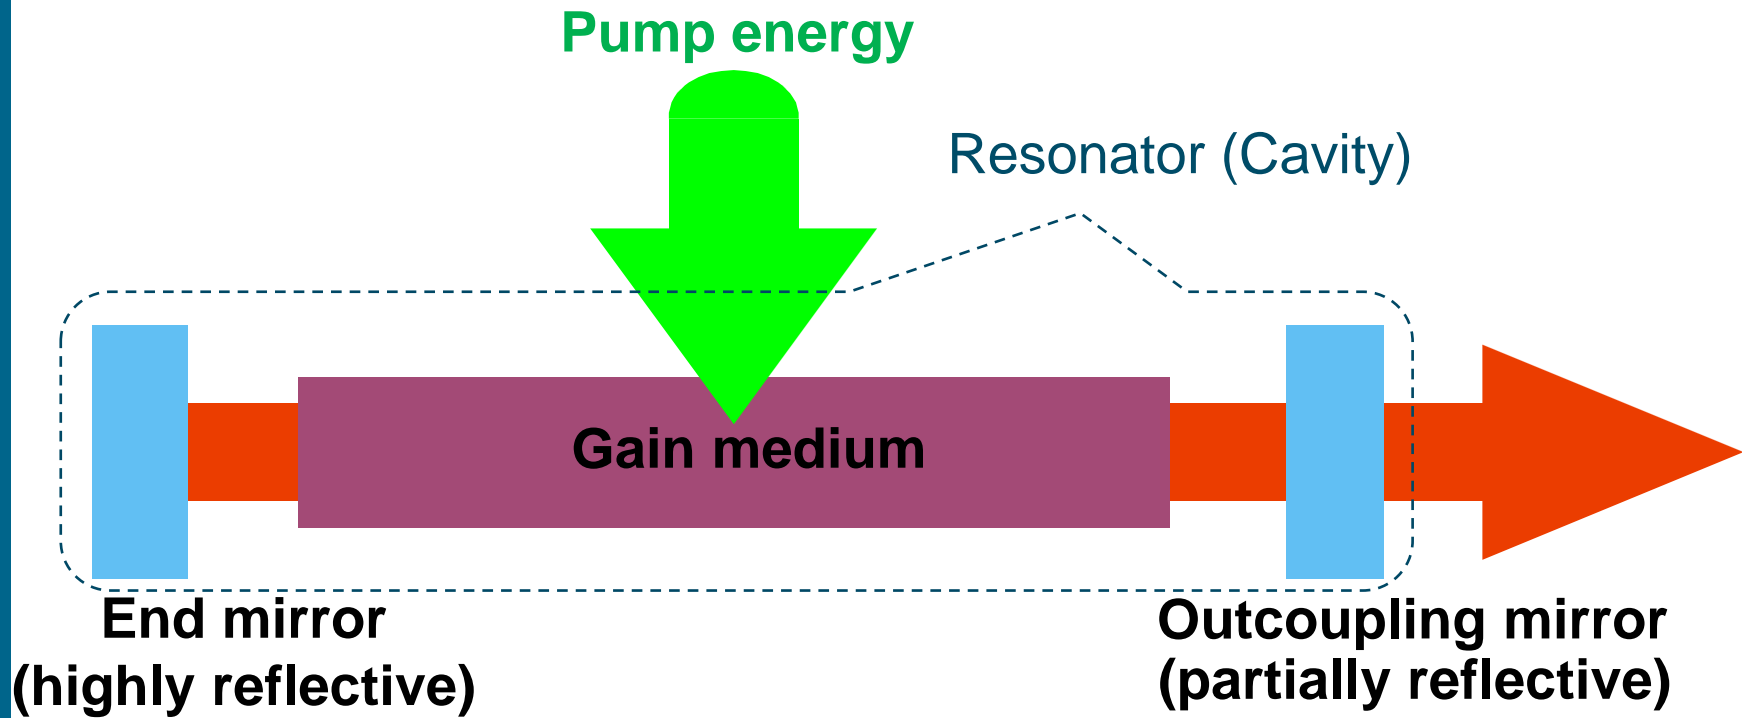 Pump energy
Resonator (Cavity)
Gain medium
End mirror
(highly reflective)
Outcoupling mirror
(partially reflective)